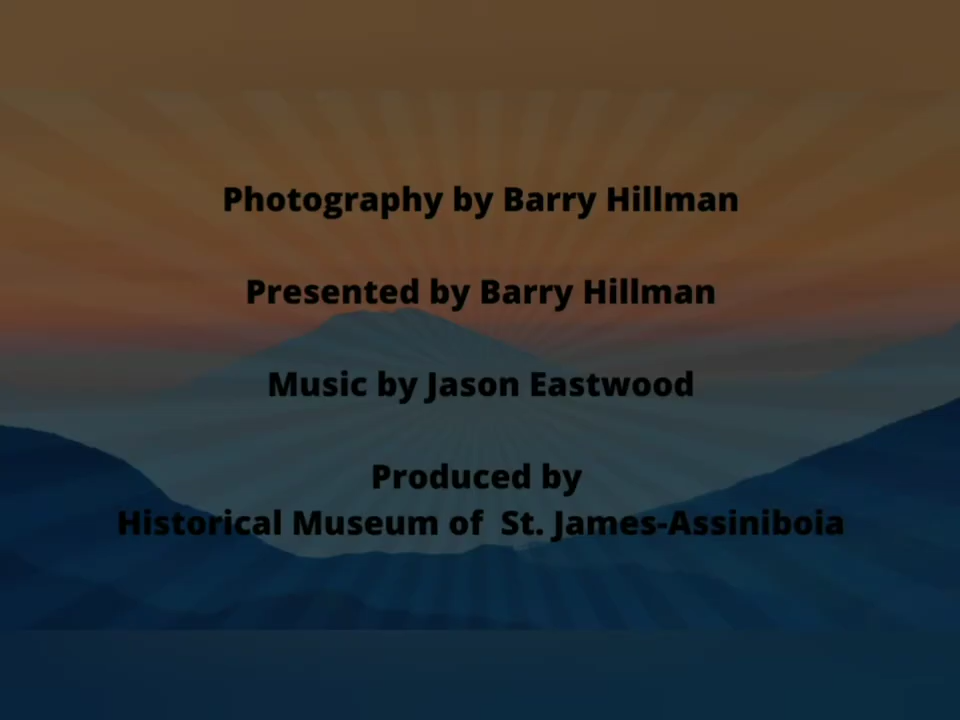 Photography by Barry Hillman
Presented by Barry Hillman
Music by Jason Eastwood
Produced by
Historical Museum of St. James-Assiniboia